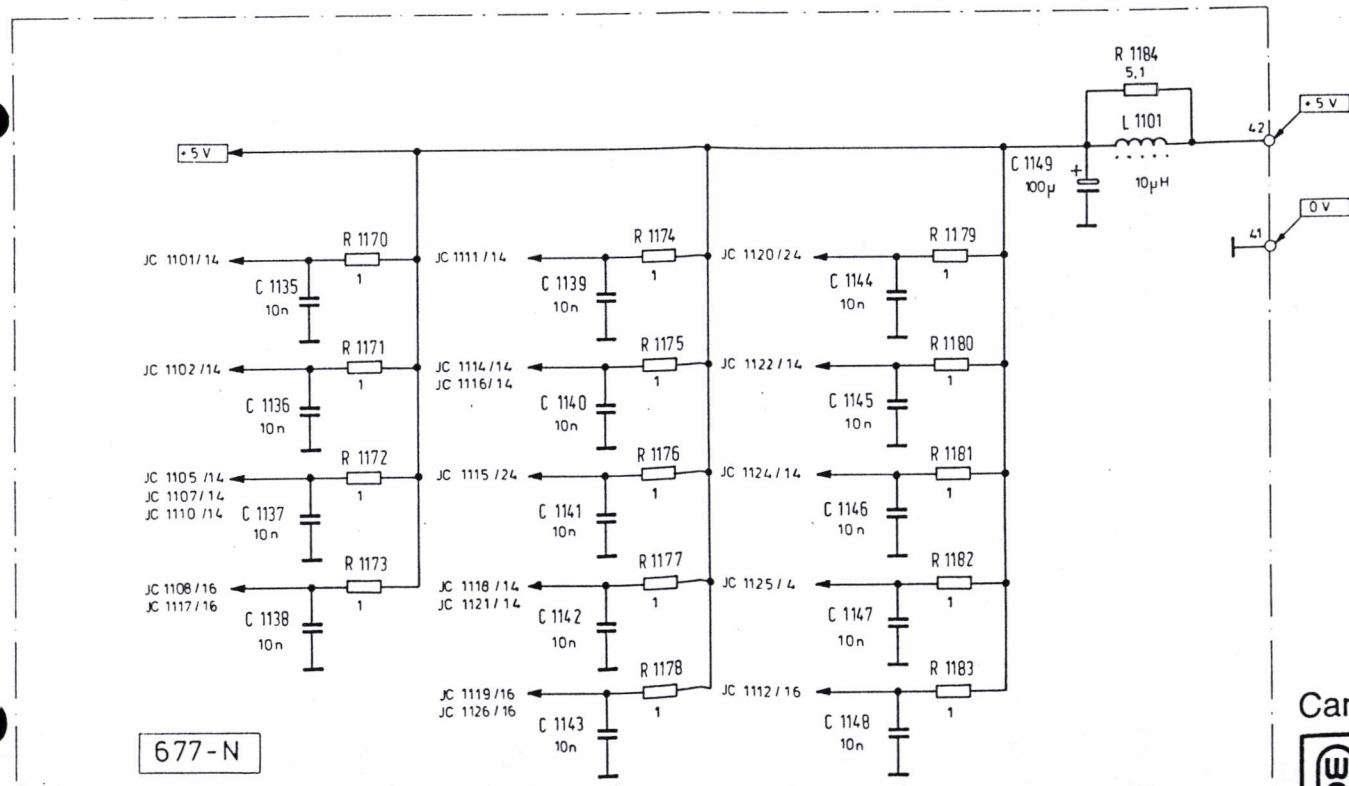 R 1184
5,1
+5V
L 1101
42
+5V
C 1149
+
100µ
10µH
0V
41
R 1170
JC 1101/14
1
C 1135
10n
R 1174
JC 1111/14
1
C 1139
10n
R 1179
JC 1120/24
1
C 1144
10n
R 1171
JC 1102/14
1
C 1136
10n
R 1175
JC 1114/14
JC 1116/14
1
C 1140
10n
R 1180
JC 1122/14
1
C 1145
10n
R 1172
JC 1105/14
JC 1107/14
JC 1110/14
1
C 1137
10n
R 1176
JC 1115/24
1
C 1141
10n
R 1181
JC 1124/14
1
C 1146
10n
R 1173
JC 1108/16
JC 1117/16
1
C 1138
10n
R 1177
JC 1118/14
JC 1121/14
1
C 1142
10n
R 1182
JC 1125/4
1
C 1147
10n
R 1178
JC 1119/16
JC 1126/16
1
C 1143
10n
R 1183
JC 1112/16
1
C 1148
10n
677-N